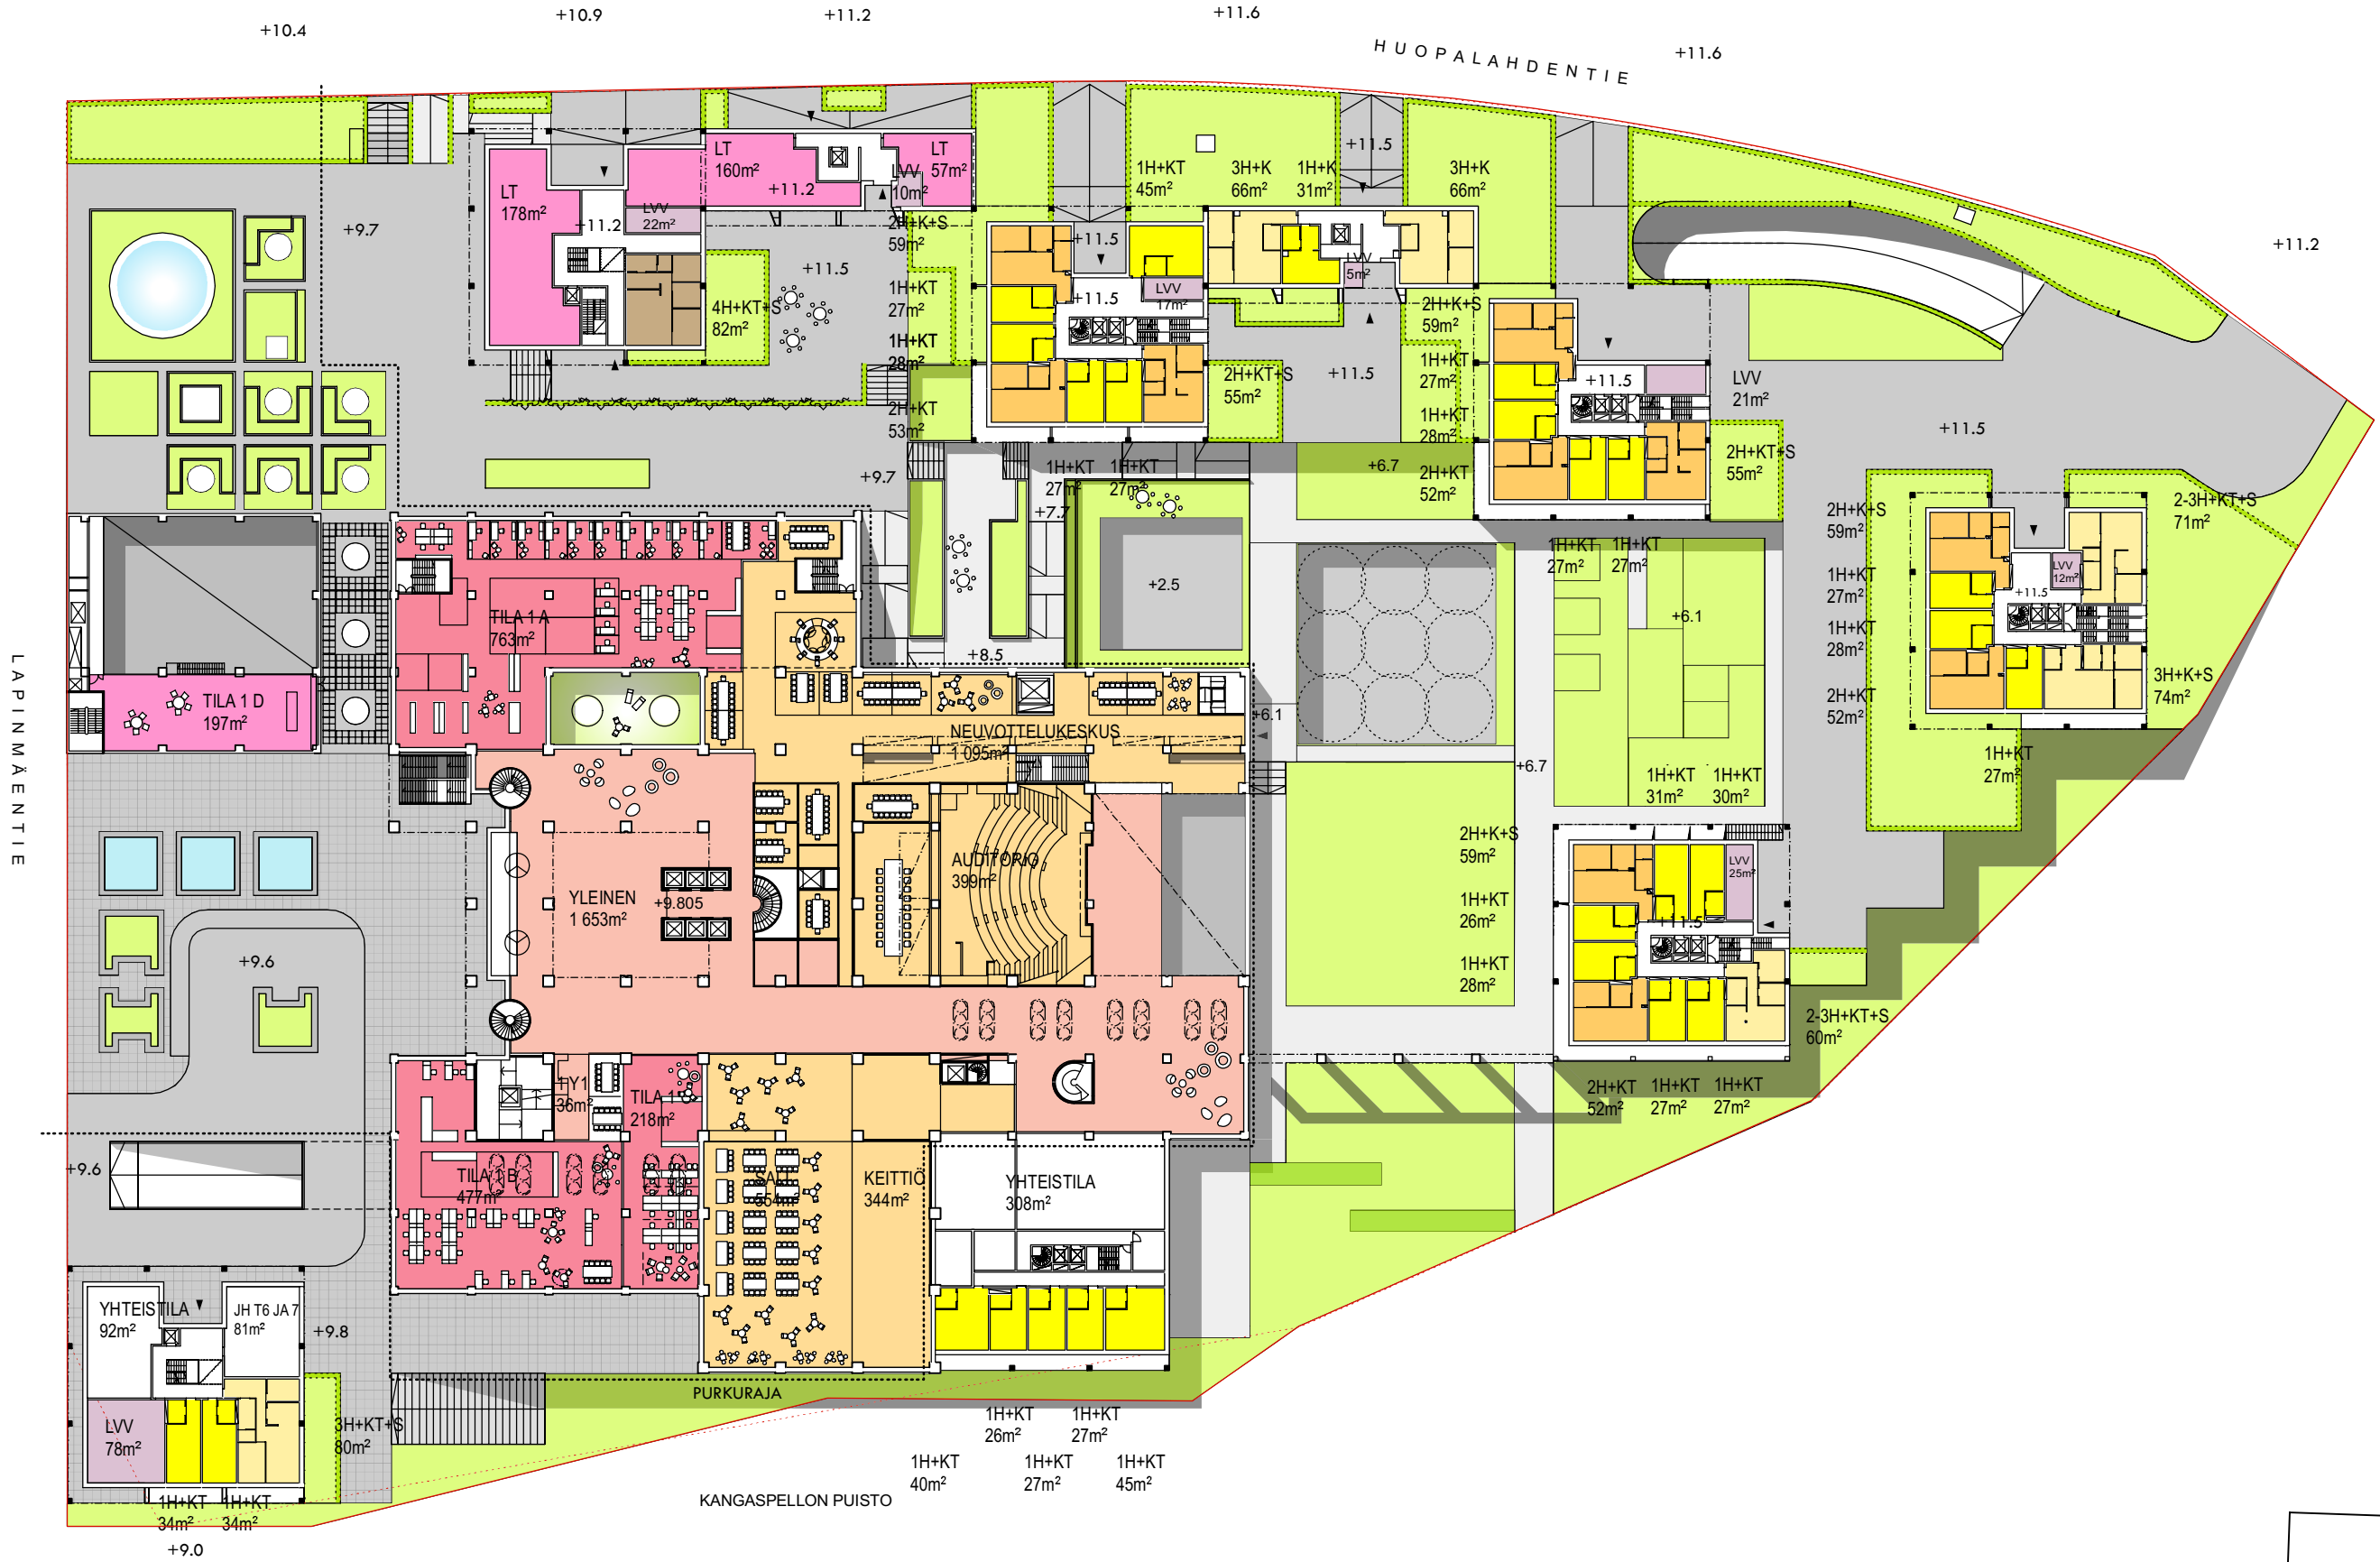 +10.4
+10.9
+11.2
+11.6
HUOPALAHDENTIE
+11.6
+11.2
LT
178m²
LT
160m²
+11.2
LVV
10m²
LT
57m²
LVV
22m²
+11.2
+9.7
+11.5
4H+KT+S
82m²
2H+K+S
59m²
1H+KT
27m²
1H+KT
28m²
2H+KT
53m²
1H+KT
45m²
3H+K
66m²
1H+K
31m²
+11.5
3H+K
66m²
+11.5
+11.5
LVV
17m²
LVV
5m²
2H+KT+S
55m²
+11.5
2H+K+S
59m²
1H+KT
27m²
1H+KT
28m²
2H+KT
52m²
+11.5
LVV
21m²
2H+KT+S
55m²
+11.5
+9.7
1H+KT
27m²
1H+KT
27m²
+7.7
+6.7
+2.5
+8.5
1H+KT
27m²
1H+KT
27m²
+6.1
2H+K+S
59m²
1H+KT
27m²
1H+KT
28m²
2H+KT
52m²
2-3H+KT+S
71m²
LVV
12m²
+11.5
3H+K+S
74m²
1H+KT
27m²
LAPINMÄENTIE
TILA 1 A
763m²
TILA 1 D
197m²
NEUVOTTELUKESKUS
1 095m²
+6.1
+6.7
1H+KT
31m²
1H+KT
30m²
YLEINEN
1 653m²
+9.805
AUDITORIO
399m²
2H+K+S
59m²
1H+KT
26m²
1H+KT
28m²
LVV
25m²
+11.5
2-3H+KT+S
60m²
2H+KT
52m²
1H+KT
27m²
1H+KT
27m²
+9.6
+9.6
36m²
218m²
TILA 1 B
477m²
KEITTIÖ
344m²
YHTEISTILA
308m²
YHTEISTILA
92m²
JH T6 JA 7
81m²
+9.8
LVV
78m²
3H+KT+S
80m²
1H+KT
34m²
1H+KT
34m²
+9.0
PURKURAJA
1H+KT
26m²
1H+KT
27m²
1H+KT
40m²
1H+KT
27m²
1H+KT
45m²
KANGASPELLON PUISTO